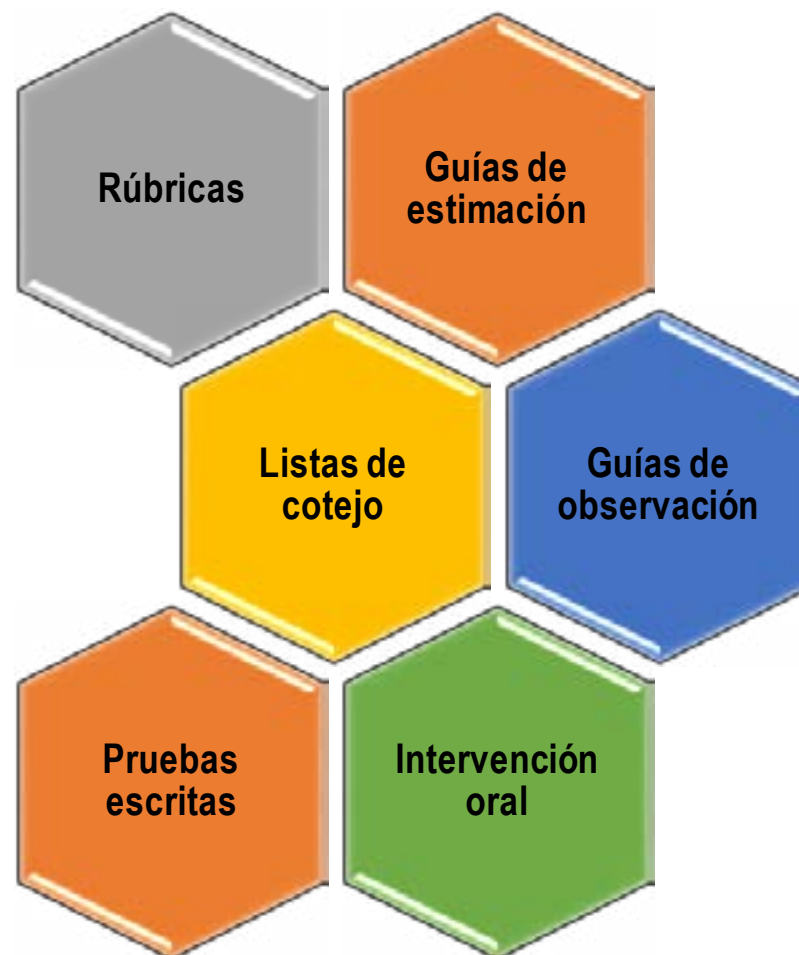 Rúbricas
Guías de
estimación
Listas de
cotejo
Guías de
observación
Pruebas
escritas
Intervención
oral